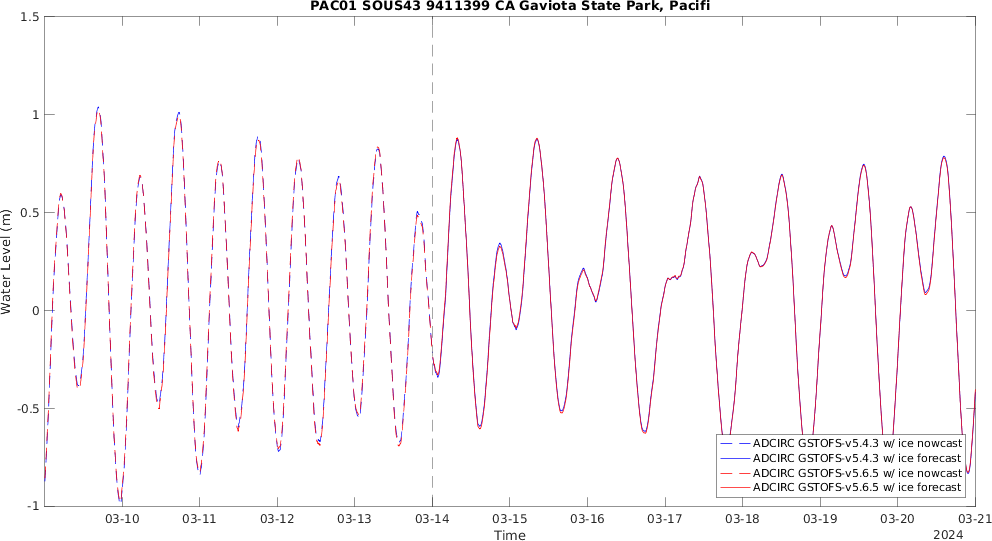 PAC01 SOUS43 9411399 CA Gaviota State Park, Pacifi
1.5
1
0.5
0
-0.5
-1
Water Level (m)
03-10 03-11 03-12 03-13 03-14 03-15 03-16 03-17 03-18 03-19 03-20 03-21
Time
2024
ADCIRC GSTOFS-v5.4.3 w/ ice nowcast
ADCIRC GSTOFS-v5.4.3 w/ ice forecast
ADCIRC GSTOFS-v5.6.5 w/ ice nowcast
ADCIRC GSTOFS-v5.6.5 w/ ice forecast